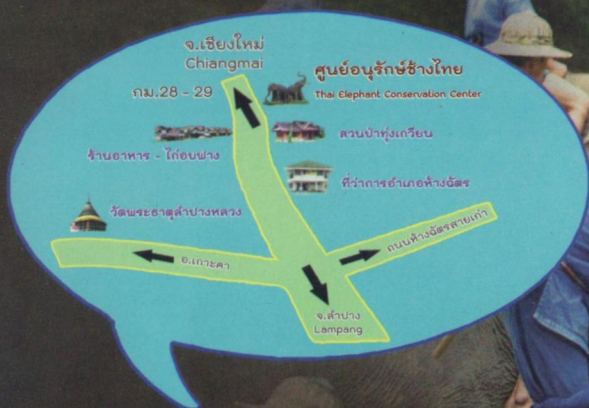 จ.เชียงใหม่
Chiangmai
กม.28 - 29
ศูนย์อนุรักษ์ช้างไทย
Thai Elephant Conservation Center
ร้านอาหาร - ไก่อบฟาง
สวนป่าทุ่งเกวียน
ที่ว่าการอำเภอห้างฉัตร
วัดพระธาตุลำปางหลวง
อ.เกาะคา
ถนนห้างฉัตรสายเก่า
จ.ลำปาง
Lampang